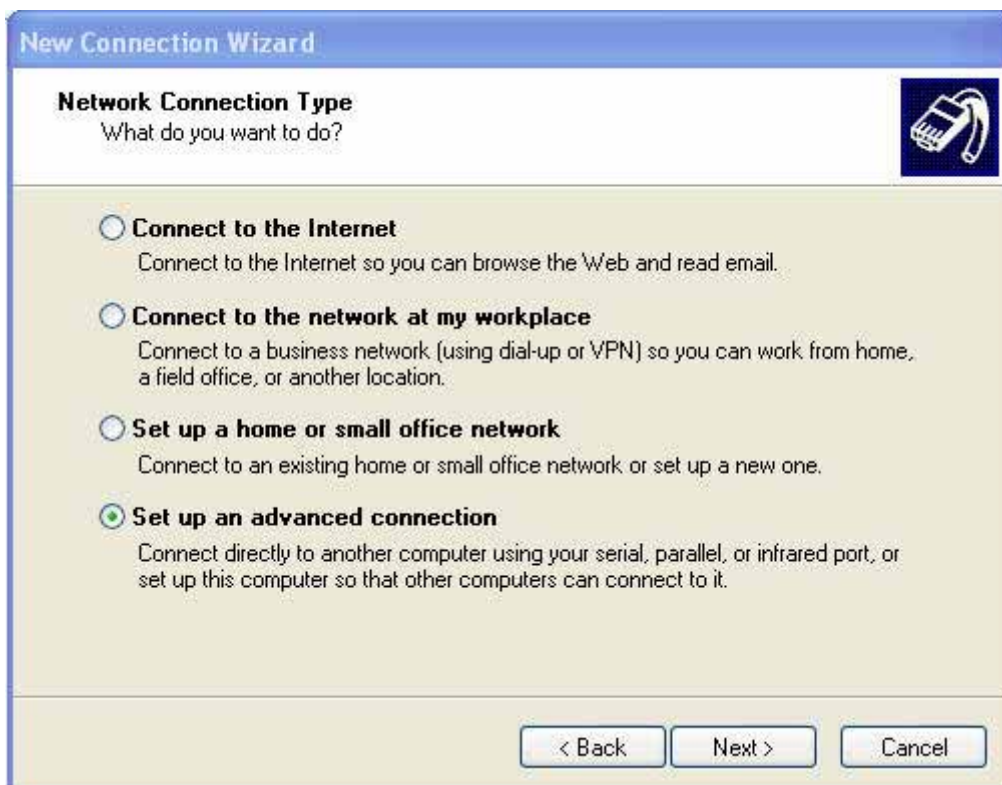 New Connection Wizard
Network Connection Type
What do you want to do?
Connect to the Internet
Connect to the Internet so you can browse the Web and read email.
Connect to the network at my workplace
Connect to a business network (using dial-up or VPN) so you can work from home,
a field office, or another location.
Set up a home or small office network
Connect to an existing home or small office network or set up a new one.
Set up an advanced connection
Connect directly to another computer using your serial, parallel, or infrared port, or
set up this computer so that other computers can connect to it.
< Back Next > Cancel